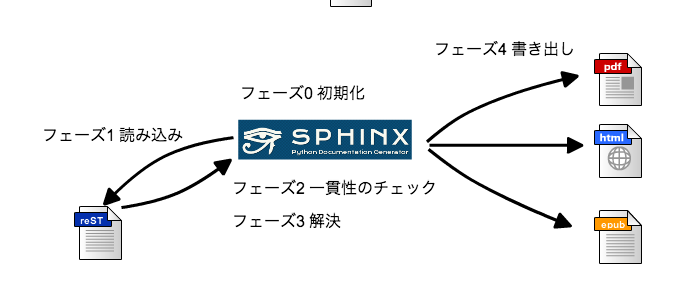 フェーズ4 書き出し
pdf
フェーズ0 初期化
フェーズ1 読み込み
SPHINX
Python Documentation Generator
html
フェーズ2 一貫性のチェック
フェーズ3 解決
reST
epub